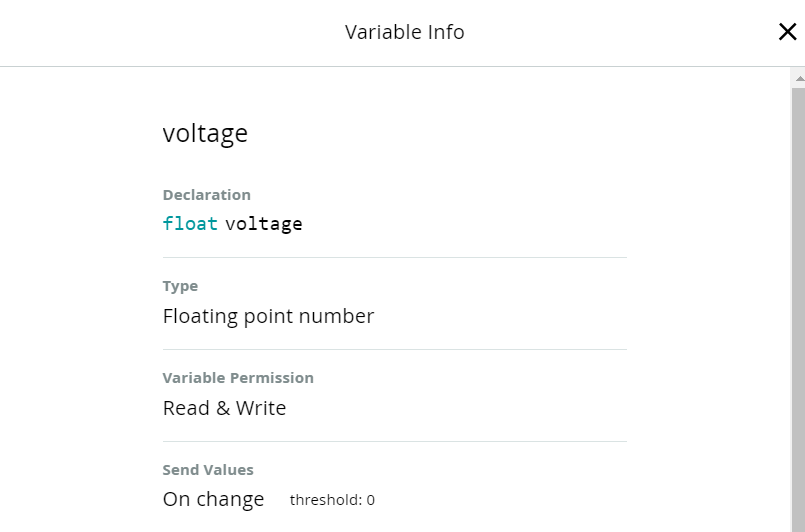 Variable Info
voltage
Declaration
float voltage
Type
Floating point number
Variable Permission
Read & Write
Send Values
On change threshold: 0